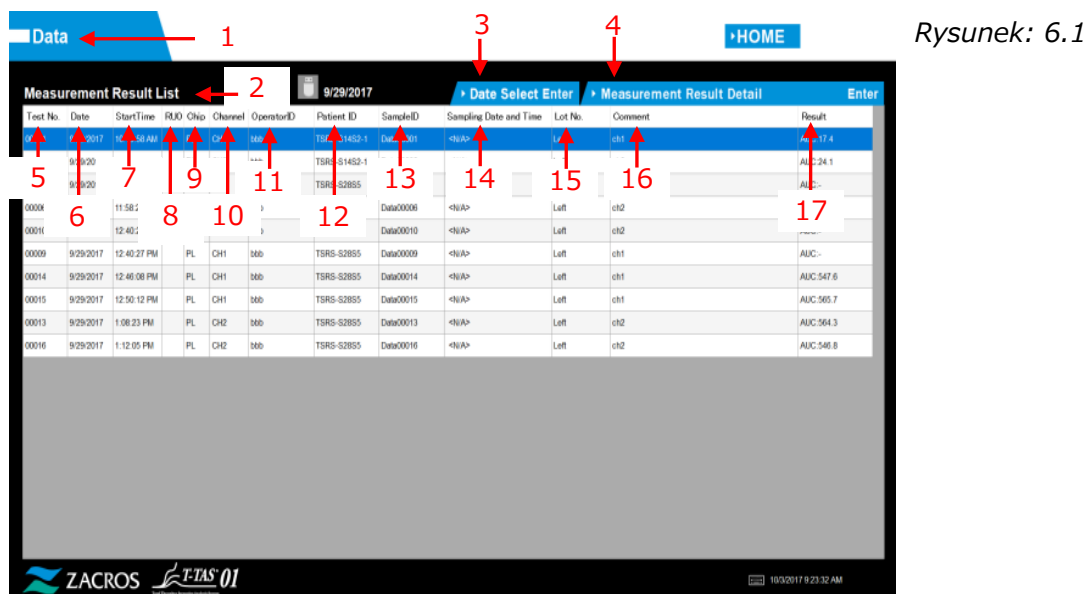 Data
1
3
4
HOME
Rysunek: 6.1
Measurement Result List
2
9/29/2017
Date Select Enter
Measurement Result Detail
Enter
Test No. Date StartTime RUO Chip Channel OperatorID Patient ID SampleID Sampling Date and Time Lot No. Comment Result
ch1
TSRS-S14S2-1
AUC:24.1
TSRS-S28S5
5 7 9 11 13 14 15 16
6 8 10 12 17
Data00006 <N/A> Left ch2
Data00010 <N/A> Left ch2
00009 9/29/2017 12:40:27 PM PL CH1 bbb TSRS-S28S5 Data00009 <N/A> Left ch1 AUC:-
00014 9/29/2017 12:46:08 PM PL CH1 bbb TSRS-S28S5 Data00014 <N/A> Left ch1 AUC:547.6
00015 9/29/2017 12:50:12 PM PL CH1 bbb TSRS-S28S5 Data00015 <N/A> Left ch1 AUC:565.7
00013 9/29/2017 1:08:23 PM PL CH2 bbb TSRS-S28S5 Data00013 <N/A> Left ch2 AUC:564.3
00016 9/29/2017 1:12:05 PM PL CH2 bbb TSRS-S28S5 Data00016 <N/A> Left ch2 AUC:546.8
ZACROS T-TAS 01
10/3/2017 9:23:32 AM